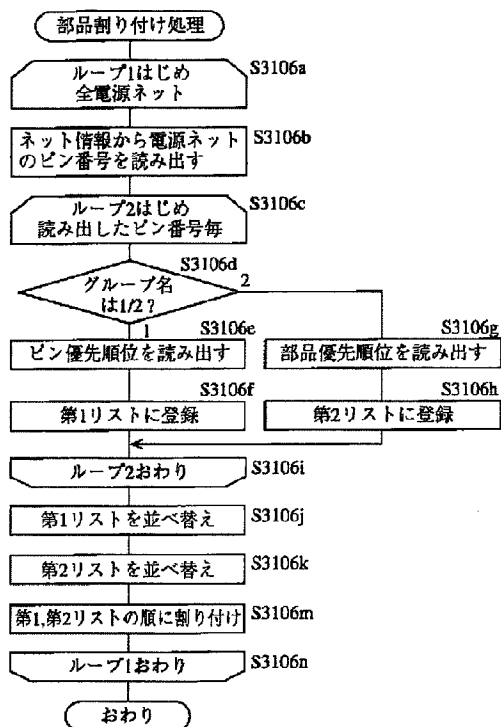 部品割り付け処理
ループ1はじめ
全電源ネット
S3106a
ネット情報から電源ネット
のピン番号を読み出す
S3106b
ループ2はじめ
読み出したピン番号毎
S3106c
S3106d
グループ名
は1/2?
2
1
S3106e
ピン優先順位を読み出す
S3106g
部品優先順位を読み出す
S3106f
第1リストに登録
S3106h
第2リストに登録
ループ2おわり
S3106i
第1リストを並べ替え
S3106j
第2リストを並べ替え
S3106k
第1,第2リストの順に割り付け
S3106m
ループ1おわり
S3106n
おわり